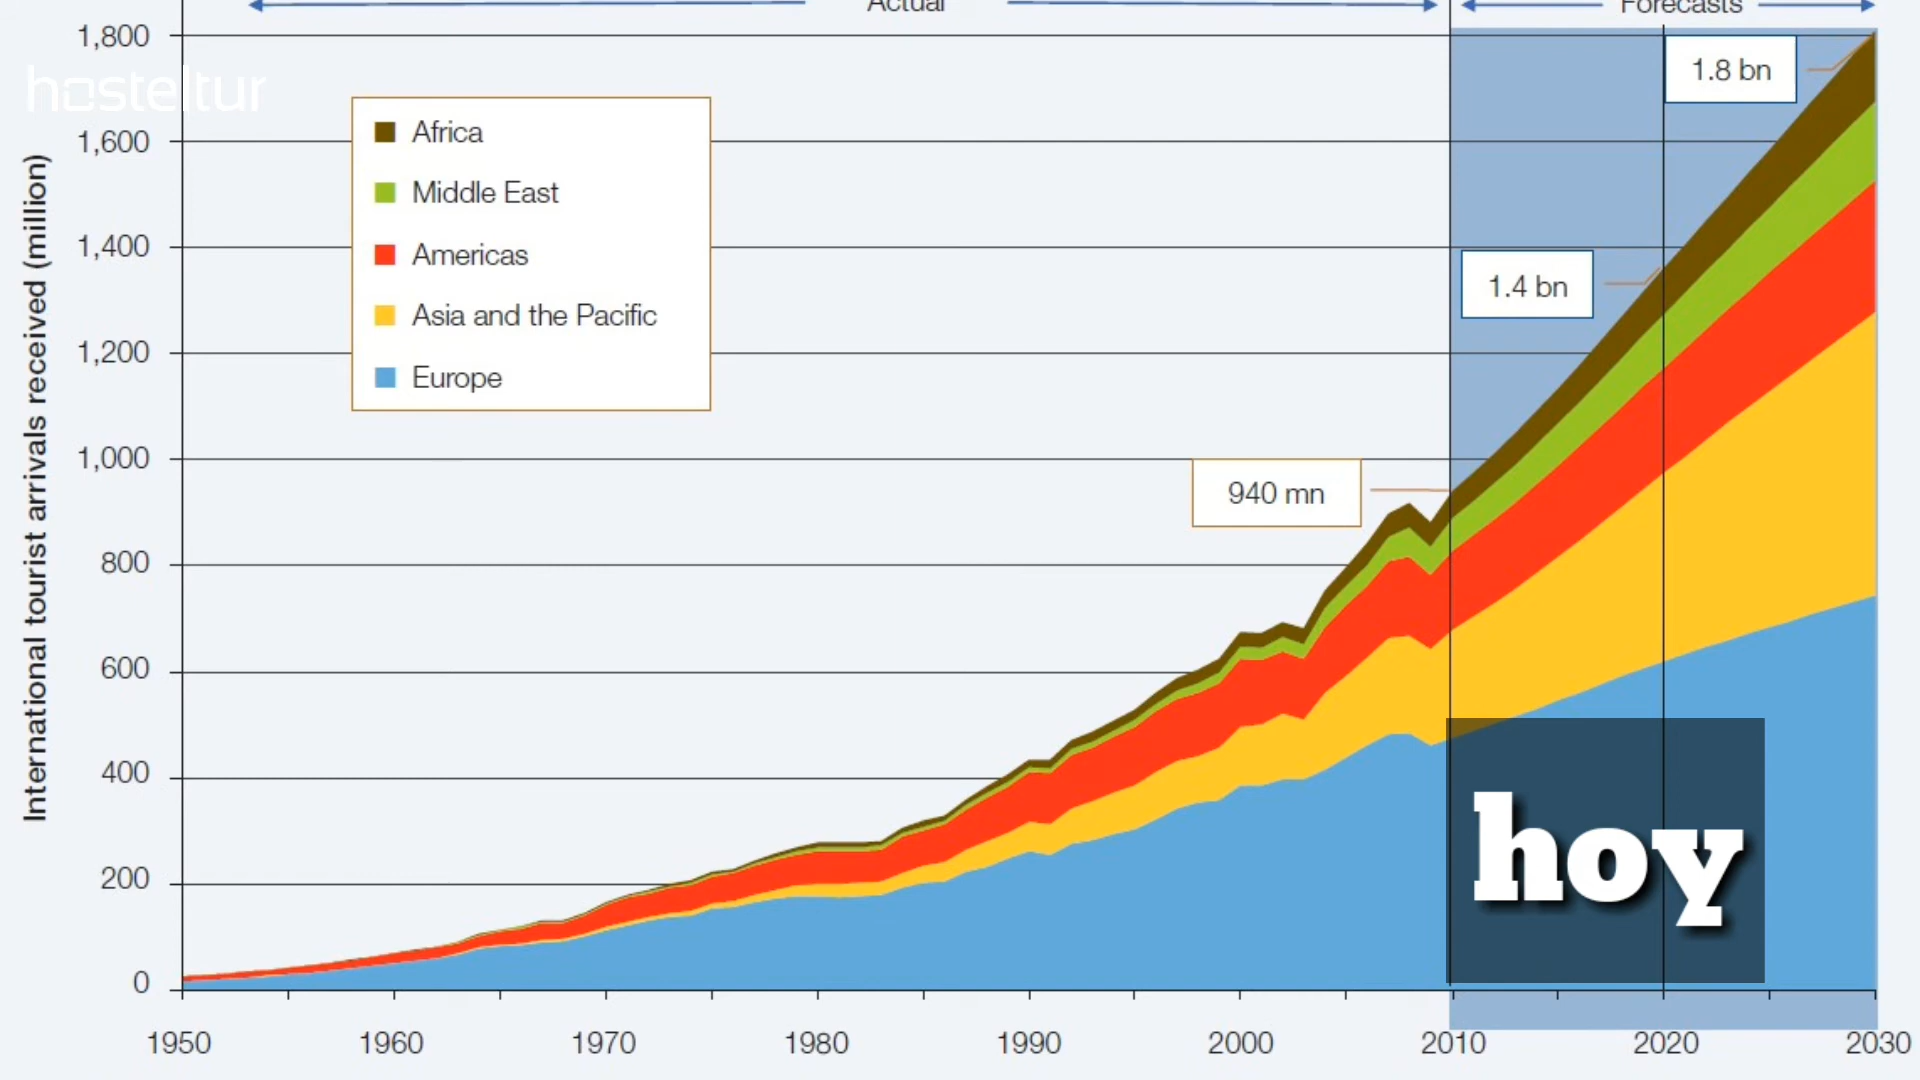 Actual
Forecasts
hosteltur
International tourist arrivals received (million)
1,800
1,600
1,400
1,200
1,000
800
600
400
200
0
Africa
Middle East
Americas
Asia and the Pacific
Europe
1.8 bn
1.4 bn
940 mn
hoy
1950 1960 1970 1980 1990 2000 2010 2020 2030